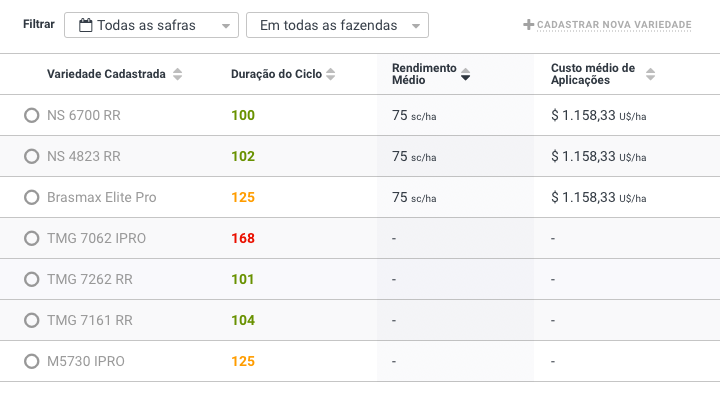 Filtrar Todas as safras Em todas as fazendas CADASTRAR NOVA VARIEDADE
Variedade Cadastrada Duração do Ciclo Rendimento Médio Custo médio de Aplicações
NS 6700 RR 100 75 sc/ha $ 1.158,33 U$/ha
NS 4823 RR 102 75 sc/ha $ 1.158,33 U$/ha
Brasmax Elite Pro 125 75 sc/ha $ 1.158,33 U$/ha
TMG 7062 IPRO 168 - -
TMG 7262 RR 101 - -
TMG 7161 RR 104 - -
M5730 IPRO 125 - -